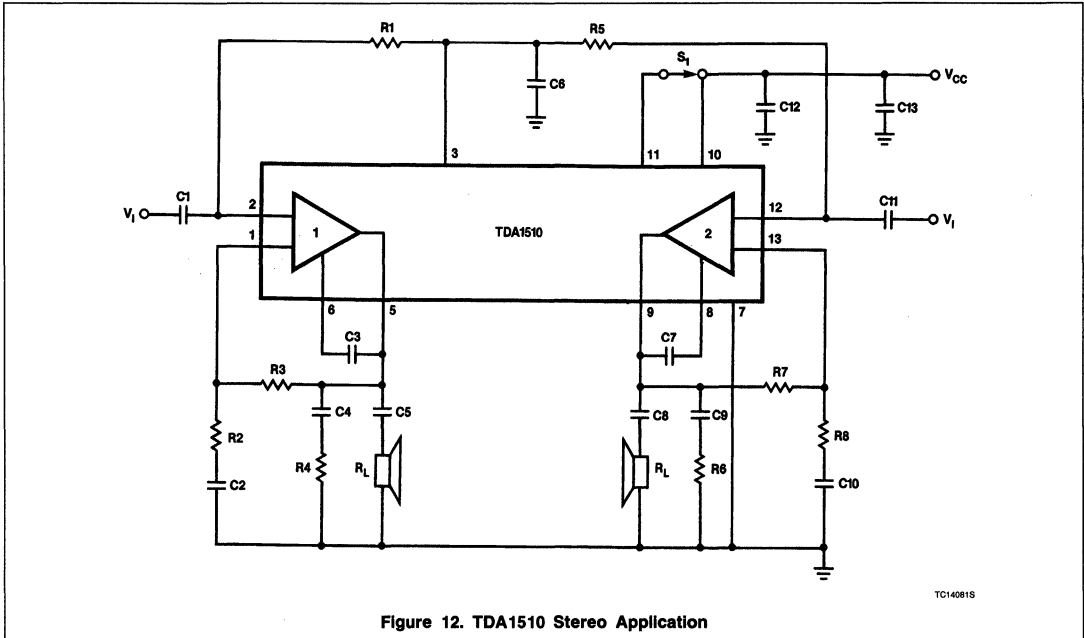 R1
R5
S1
C6
C12
C13
VCC
3
11
10
C1
VI
2
1
1
TDA1510
2
12
13
C11
VI
6
5
9
8
7
C3
C7
R3
R7
C4
C5
C8
C9
R2
R8
R4
RL
RL
R6
C2
C10
TC14081S
Figure 12. TDA1510 Stereo Application